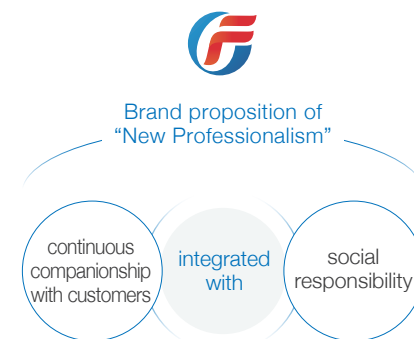 Brand proposition of
“New Professionalism”
continuous
companionship
with customers
integrated
with
social
responsibility